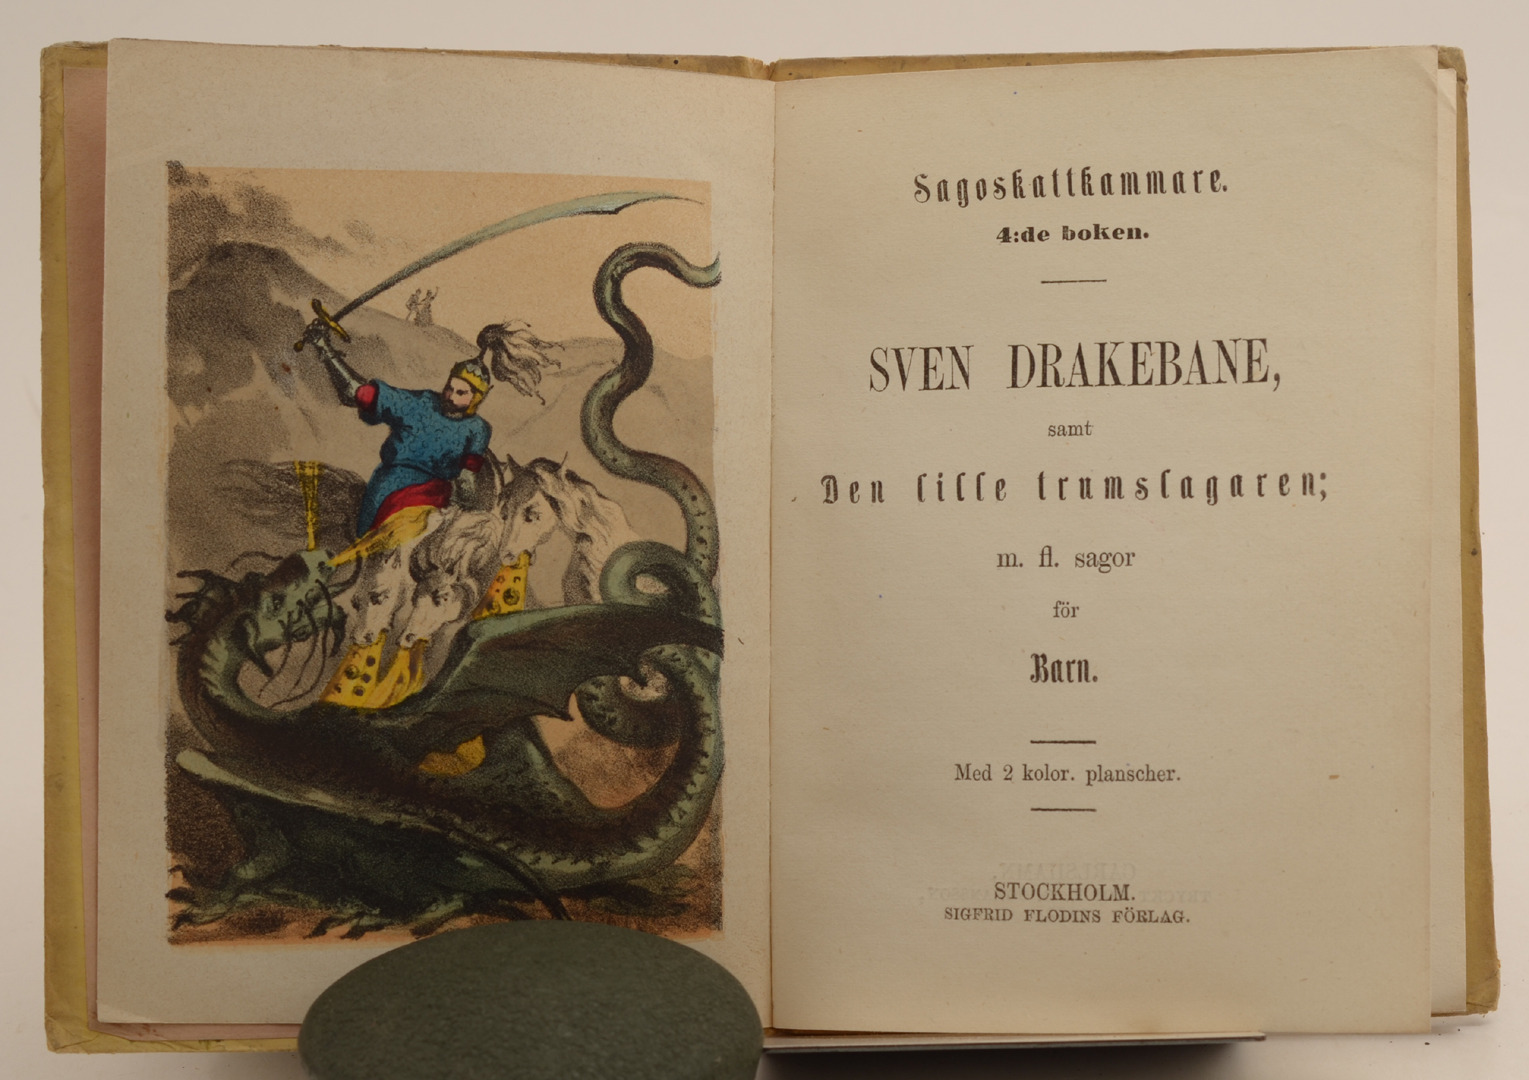 Sagoskattkammare.
4:de boken.
SVEN DRAKEBANE,
samt
Den lille trumslagaren;
m. fl. sagor
för
Barn.
Med 2 kolor. planscher.
STOCKHOLM.
SIGFRID FLODINS FÖRLAG.